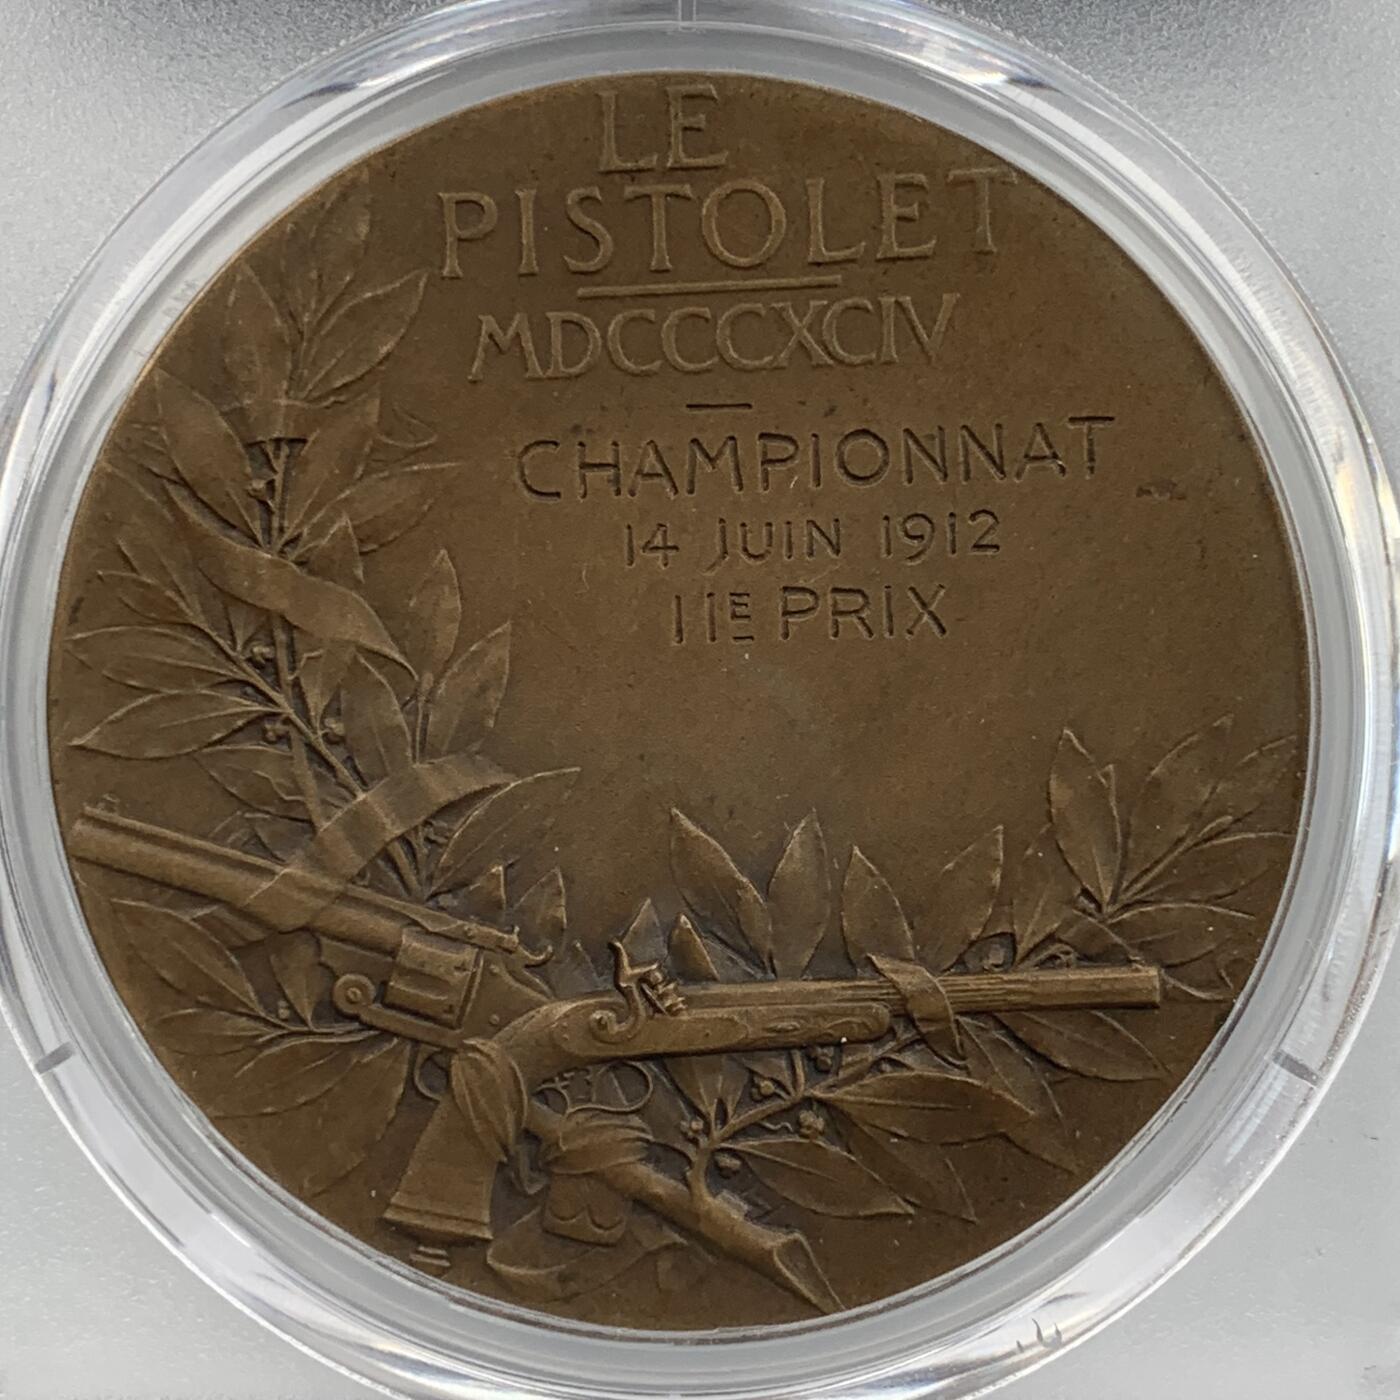 LE
PISTOLET
MDCCCXCIV
CHAMPIONNAT
14 JUIN 1912
11E PRIX